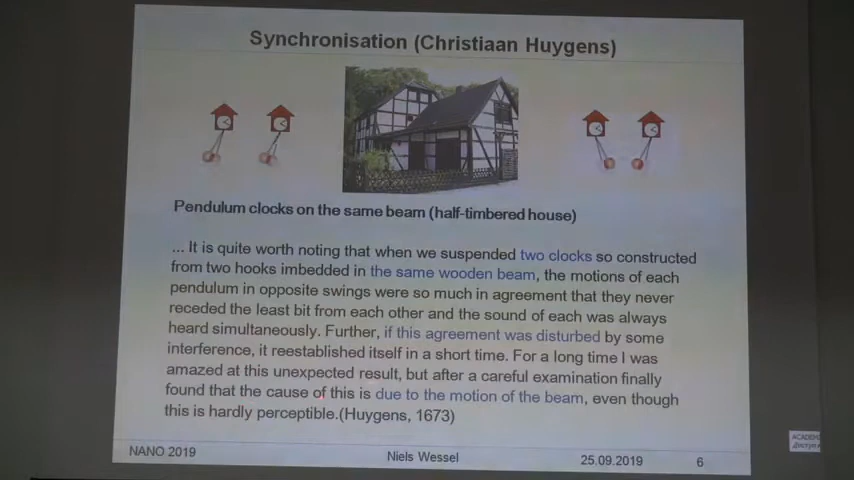 Synchronisation (Christiaan Huygens)
Pendulum clocks on the same beam (half-timbered house)
... It is quite worth noting that when we suspended two clocks so constructed
from two hooks imbedded in the same wooden beam, the motions of each
pendulum in opposite swings were so much in agreement that they never
receded the least bit from each other and the sound of each was always
heard simultaneously. Further, if this agreement was disturbed by some
interference, it reestablished itself in a short time. For a long time I was
amazed at this unexpected result, but after a careful examination finally
found that the cause of this is due to the motion of the beam, even though
this is hardly perceptible.(Huygens, 1673)
NANO 2019
Niels Wessel
25.09.2019
6